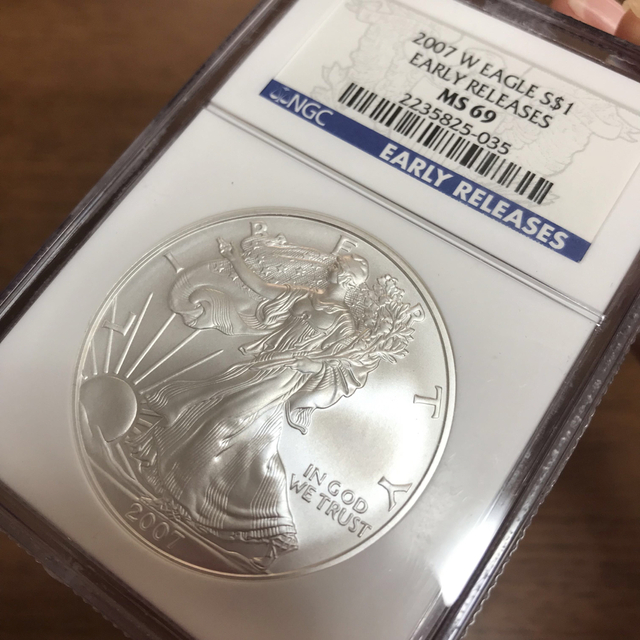 2007 W EAGLE S$1
EARLY RELEASES
MS 69
2235825-035
NGC
EARLY RELEASES
LIBERTY
IN GOD
WE TRUST
2007